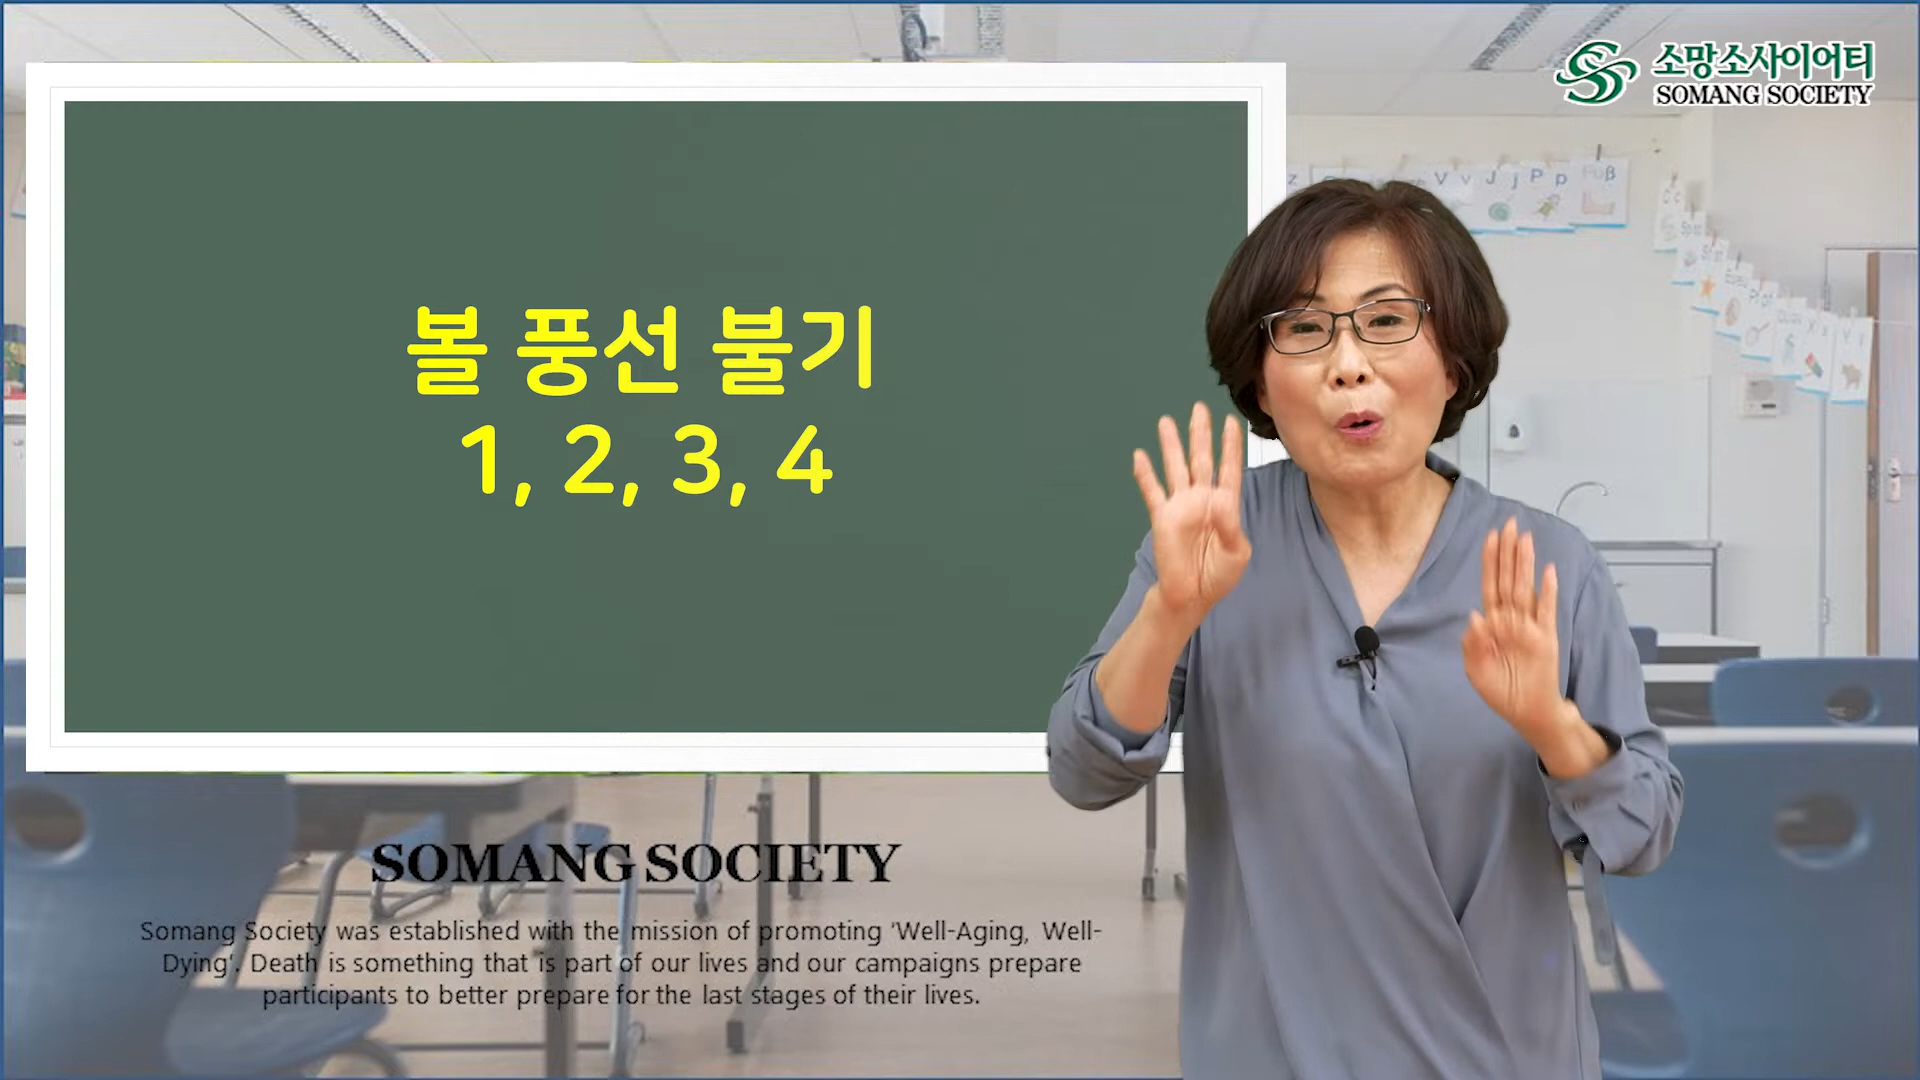 소망소사이어티
SOMANG SOCIETY
볼 풍선 불기
1, 2, 3, 4
V v J j P p
SOMANG SOCIETY
Somang Society was established with the mission of promoting ‘Well-Aging, Well-
Dying’. Death is something that is part of our lives and our campaigns prepare
participants to better prepare for the last stages of their lives.